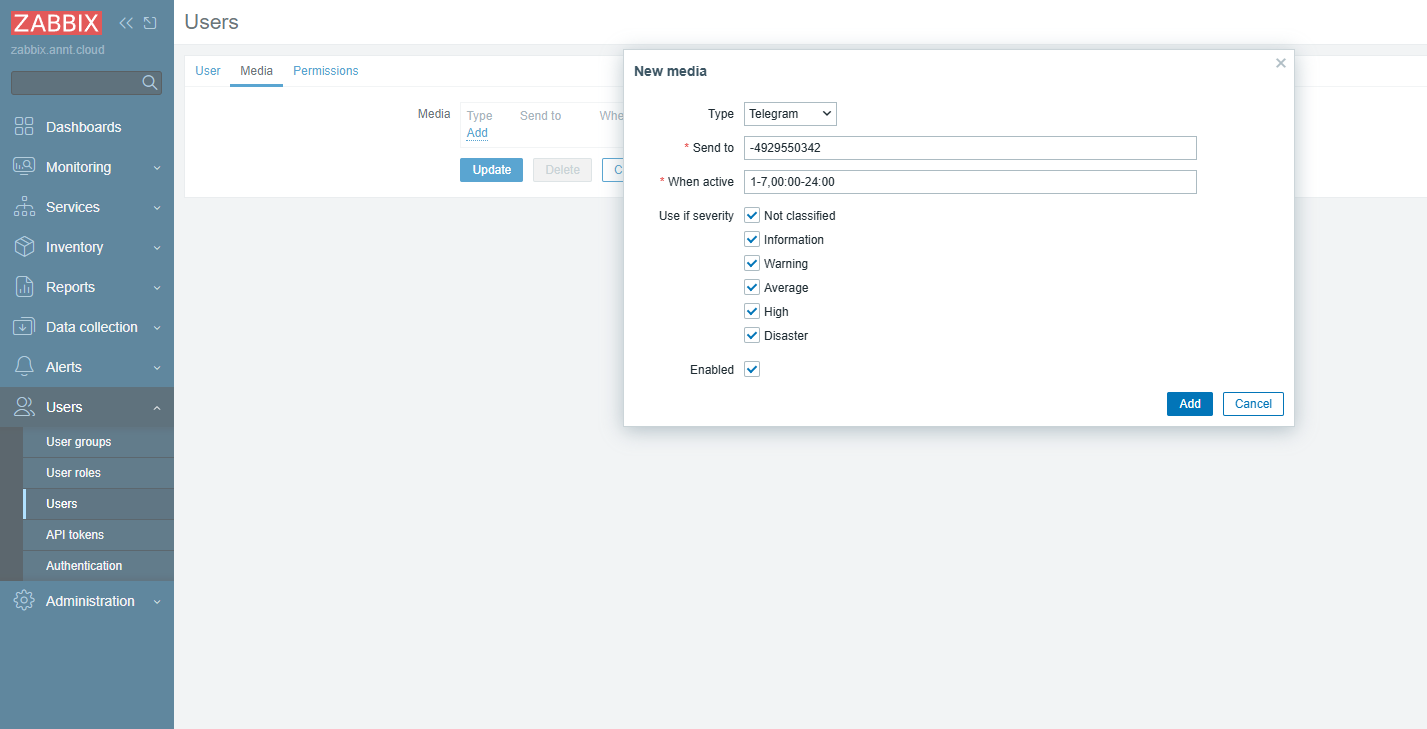 ZABBIX
zabbix.annt.cloud
Dashboards
Monitoring
Services
Inventory
Reports
Data collection
Alerts
Users
User groups
User roles
Users
API tokens
Authentication
Administration
Users
User Media Permissions
Media Type Send to Whe
Add
Update Delete C
New media
Type Telegram
* Send to -4929550342
* When active 1-7,00:00-24:00
Use if severity Not classified
Information
Warning
Average
High
Disaster
Enabled
Add Cancel